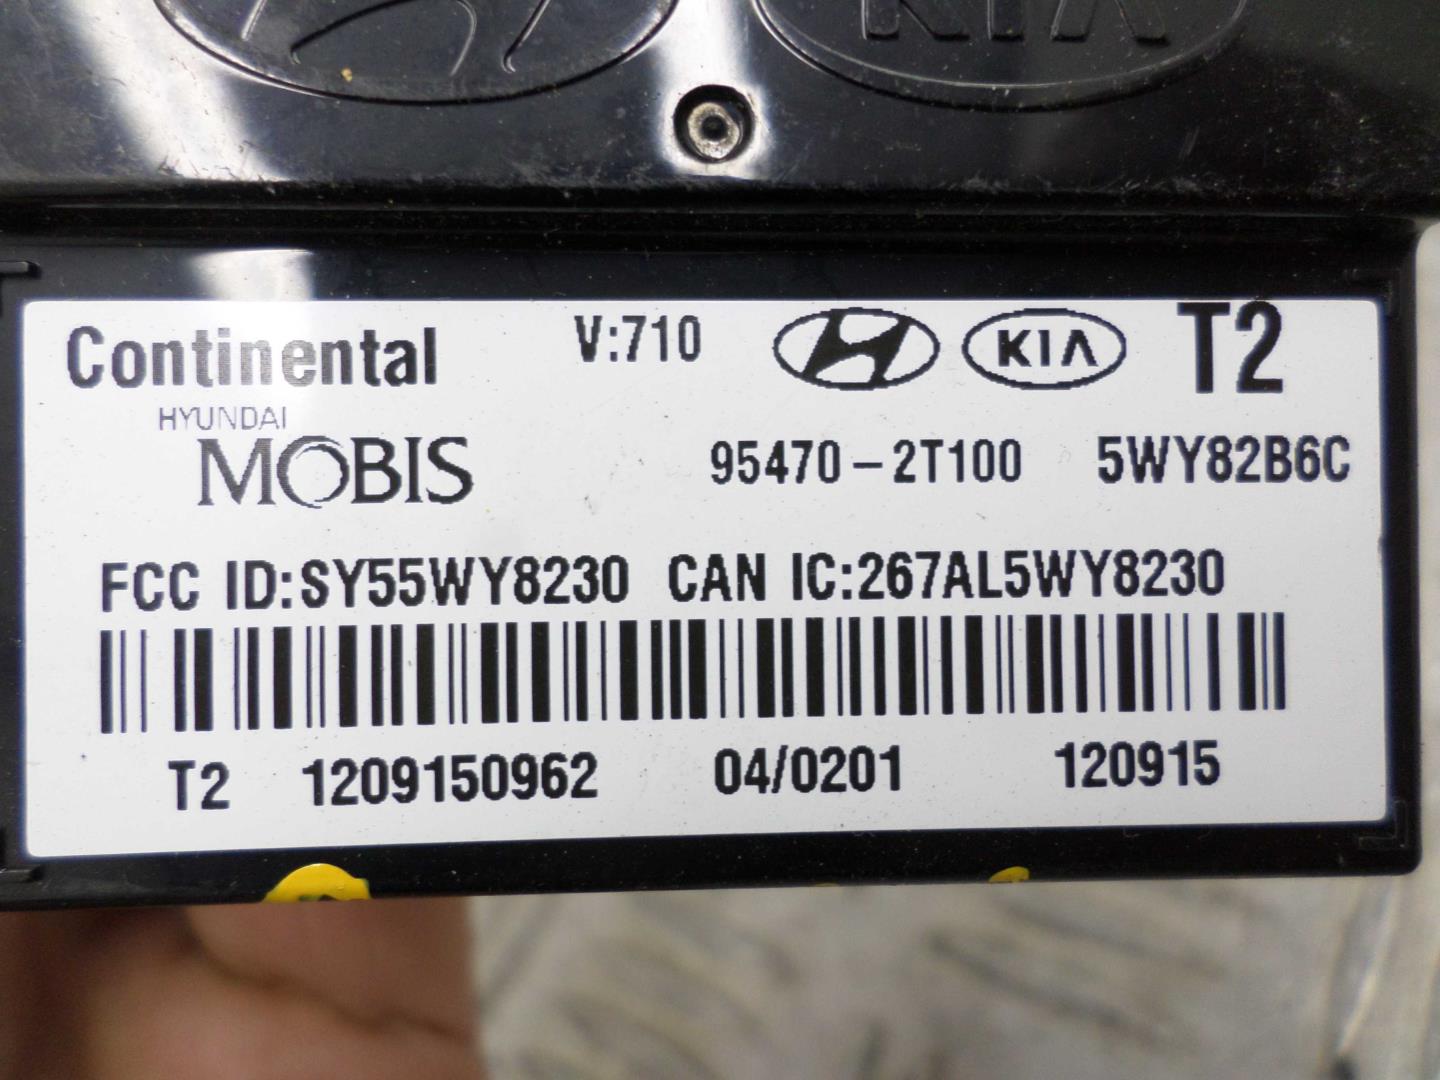 KIA
Continental V:710 KIA T2
HYUNDAI
MOBIS 95470-2T100 5WY82B6C
FCC ID:SY55WY8230 CAN IC:267AL5WY8230
T2 1209150962 04/0201 120915